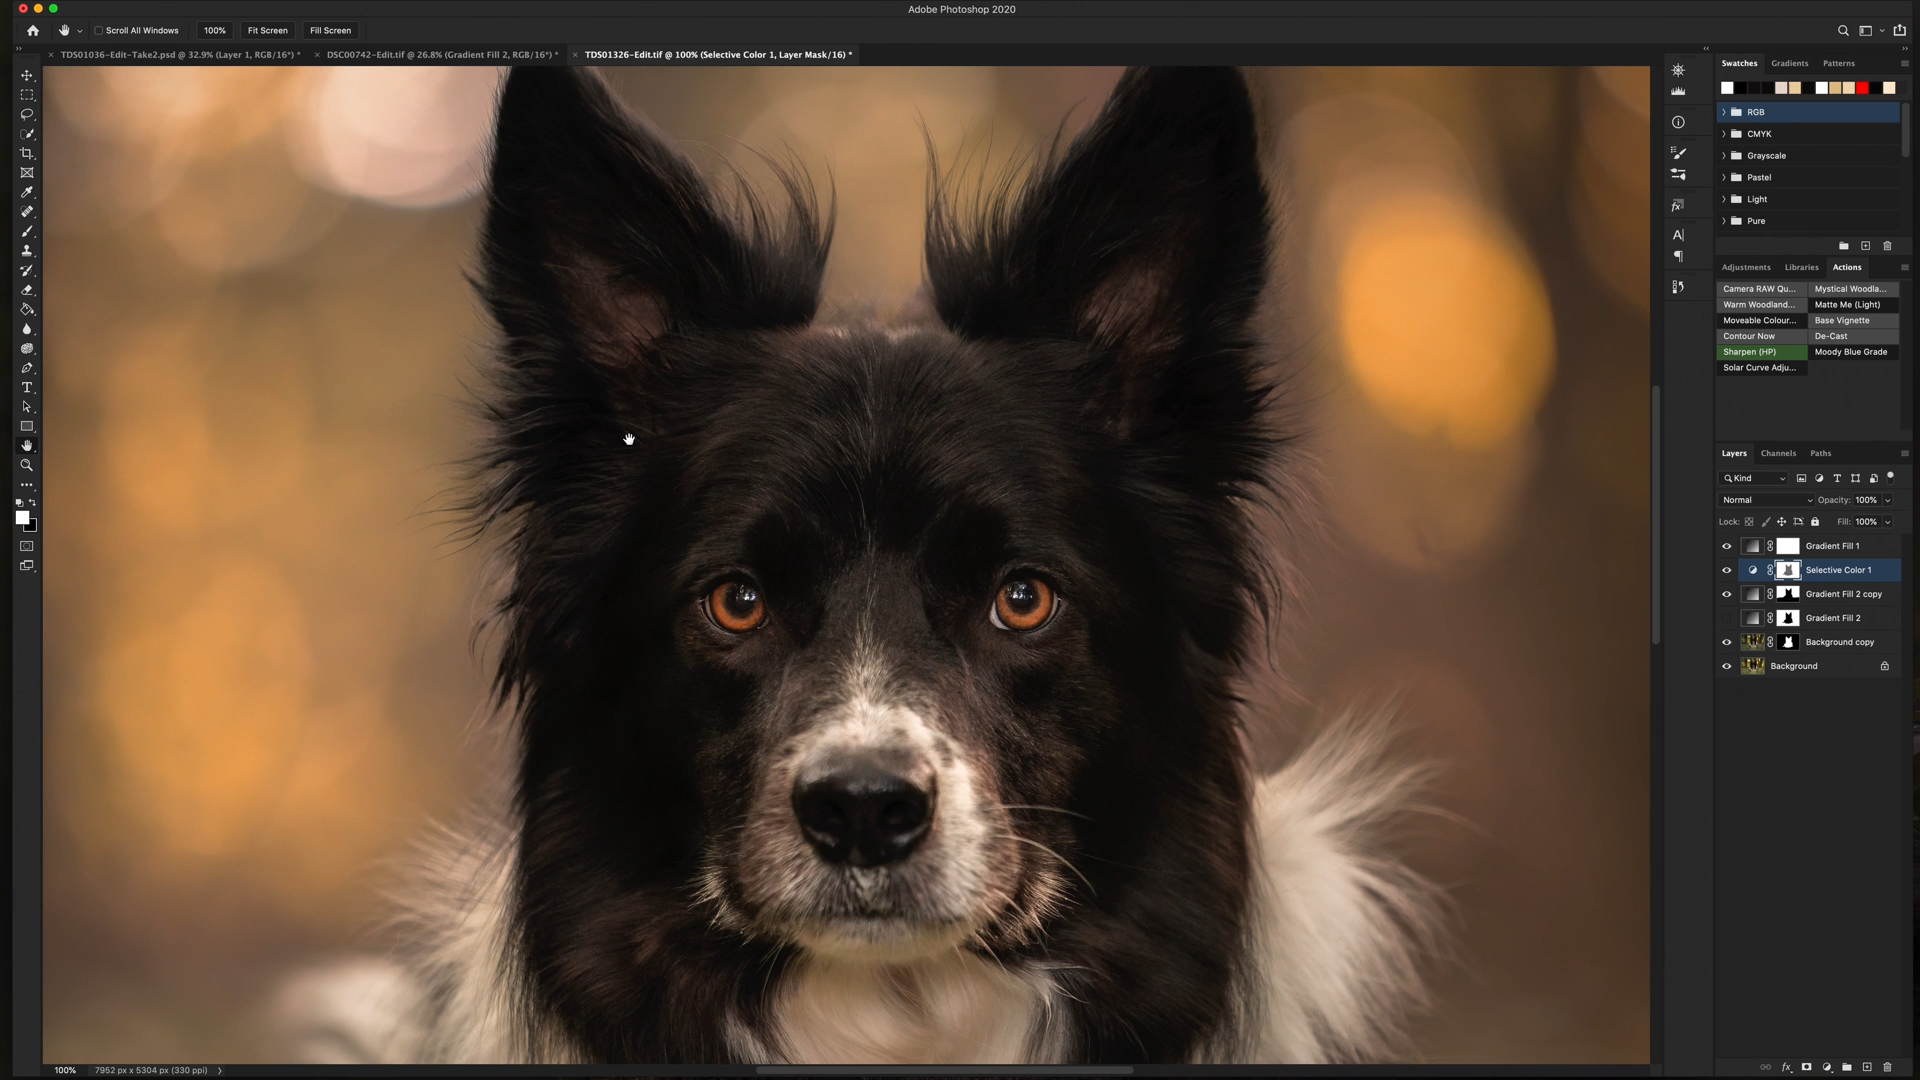 Adobe Photoshop 2020
Scroll All Windows 100% Fit Screen Fill Screen
TDS01036-Edit-Take2.psd @ 32.9% (Layer 1, RGB/16*) * DSC00742-Edit.tif @ 26.8% (Gradient Fill 2, RGB/16*) * TDS01326-Edit.tif @ 100% (Selective Color 1, Layer Mask/16) *
Swatches Gradients Patterns
RGB
CMYK
Grayscale
Pastel
Light
Pure
Adjustments Libraries Actions
Camera RAW Qu... Mystical Woodla...
Warm Woodland... Matte Me (Light)
Moveable Colour... Base Vignette
Contour Now De-Cast
Sharpen (HP) Moody Blue Grade
Solar Curve Adju...
Layers Channels Paths
Kind
Normal Opacity: 100%
Lock: Fill: 100%
Gradient Fill 1
Selective Color 1
Gradient Fill 2 copy
Gradient Fill 2
Background copy
Background
100% 7952 px x 5304 px (330 ppi)